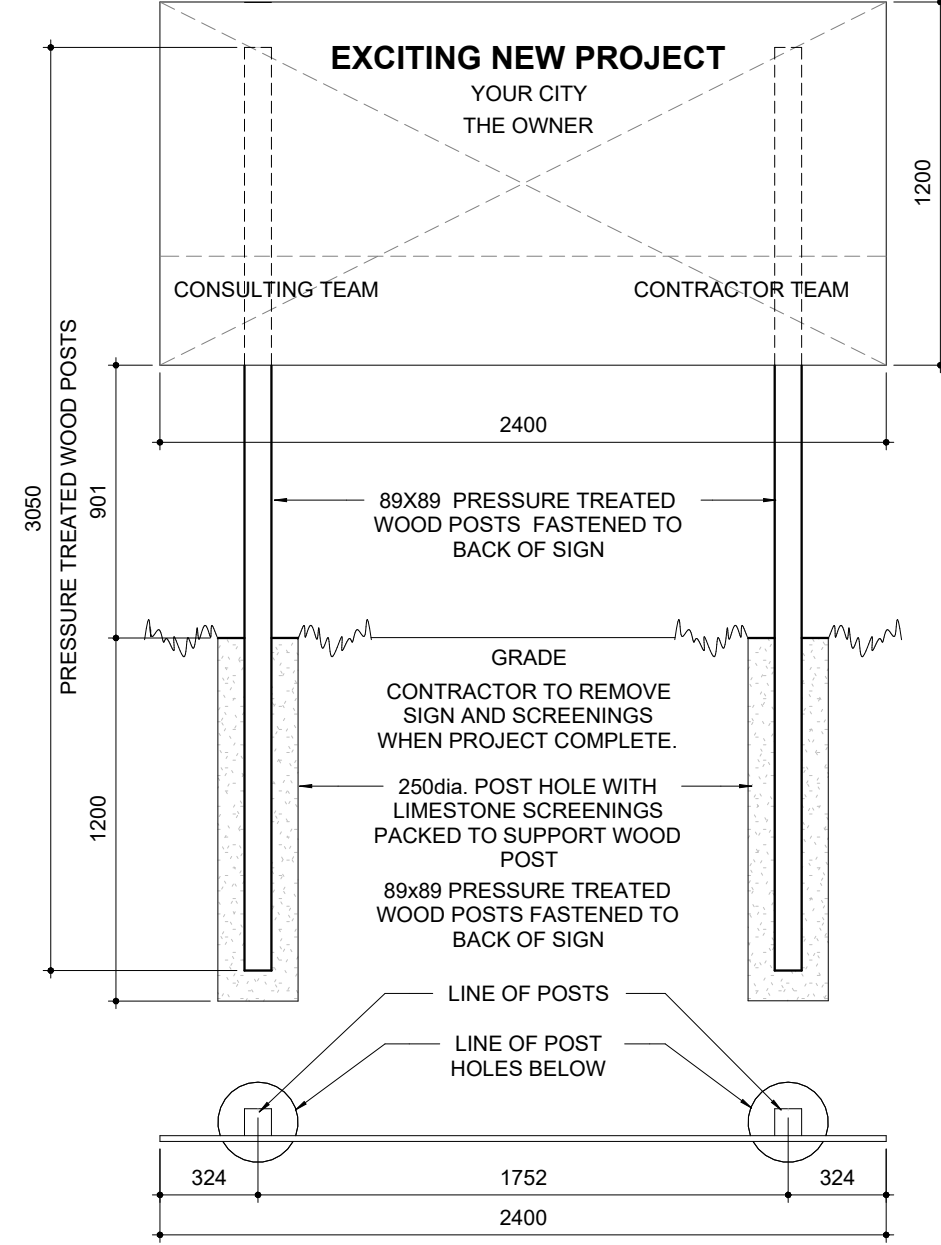 EXCITING NEW PROJECT
YOUR CITY
THE OWNER
1200
CONSULTING TEAM
CONTRACTOR TEAM
2400
3050
PRESSURE TREATED WOOD POSTS
901
89X89 PRESSURE TREATED
WOOD POSTS FASTENED TO
BACK OF SIGN
GRADE
CONTRACTOR TO REMOVE
SIGN AND SCREENINGS
WHEN PROJECT COMPLETE.
1200
250dia. POST HOLE WITH
LIMESTONE SCREENINGS
PACKED TO SUPPORT WOOD
POST
89x89 PRESSURE TREATED
WOOD POSTS FASTENED TO
BACK OF SIGN
LINE OF POSTS
LINE OF POST
HOLES BELOW
324
1752
324
2400